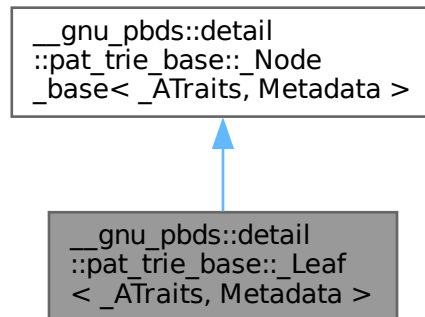 __gnu_pbds::detail
::pat_trie_base::_Node
_base< _ATraits, Metadata >
__gnu_pbds::detail
::pat_trie_base::_Leaf
< _ATraits, Metadata >